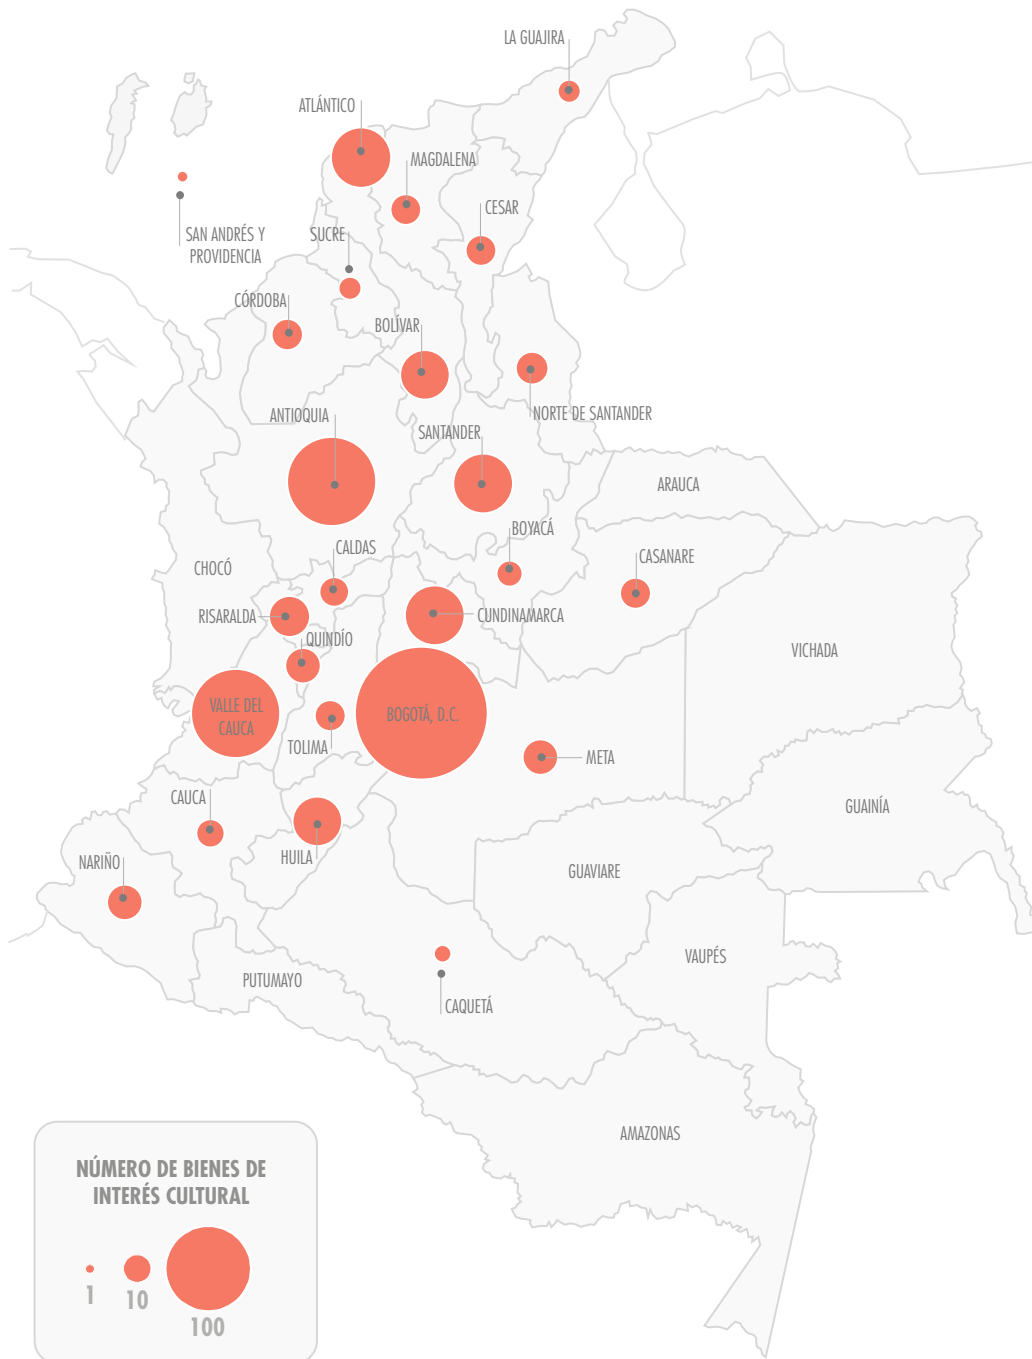 LA GUAJIRA
ATLÁNTICO
MAGDALENA
CESAR
SAN ANDRÉS Y
PROVIDENCIA
SUCRE
CÓRDOBA
BOLÍVAR
ANTIOQUIA
NORTE DE SANTANDER
SANTANDER
ARAUCA
BOYACÁ
CALDAS
CASANARE
CHOCÓ
RISARALDA
CUNDINAMARCA
QUINDÍO
VICHADA
VALLE DEL
CAUCA
BOGOTÁ, D.C.
TOLIMA
META
CAUCA
GUAINÍA
HUILA
NARIÑO
GUAVIARE
VAUPÉS
PUTUMAYO
CAQUETÁ
AMAZONAS
NÚMERO DE BIENES DE
INTERÉS CULTURAL
1
10
100